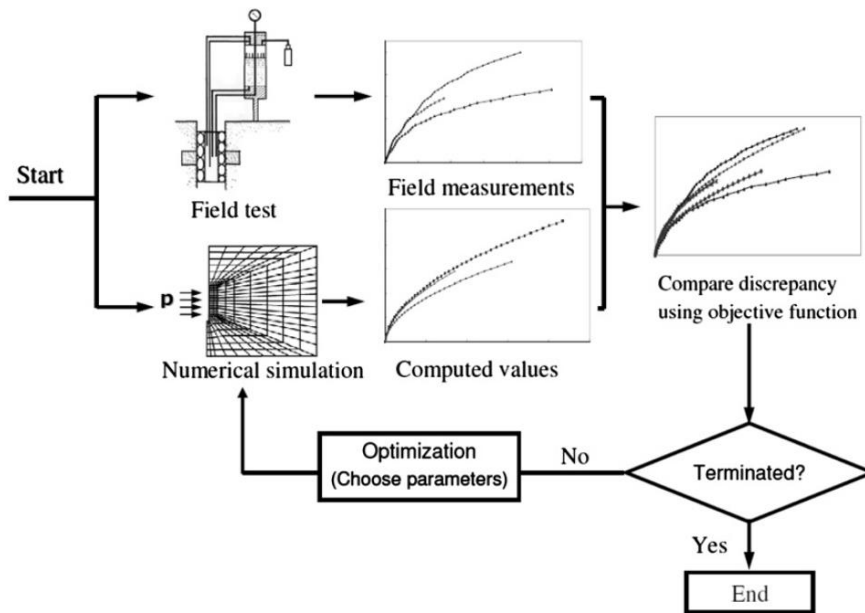 Start
Field test
Field measurements
p
Numerical simulation
Computed values
Compare discrepancy
using objective function
Optimization
(Choose parameters)
No
Terminated?
Yes
End